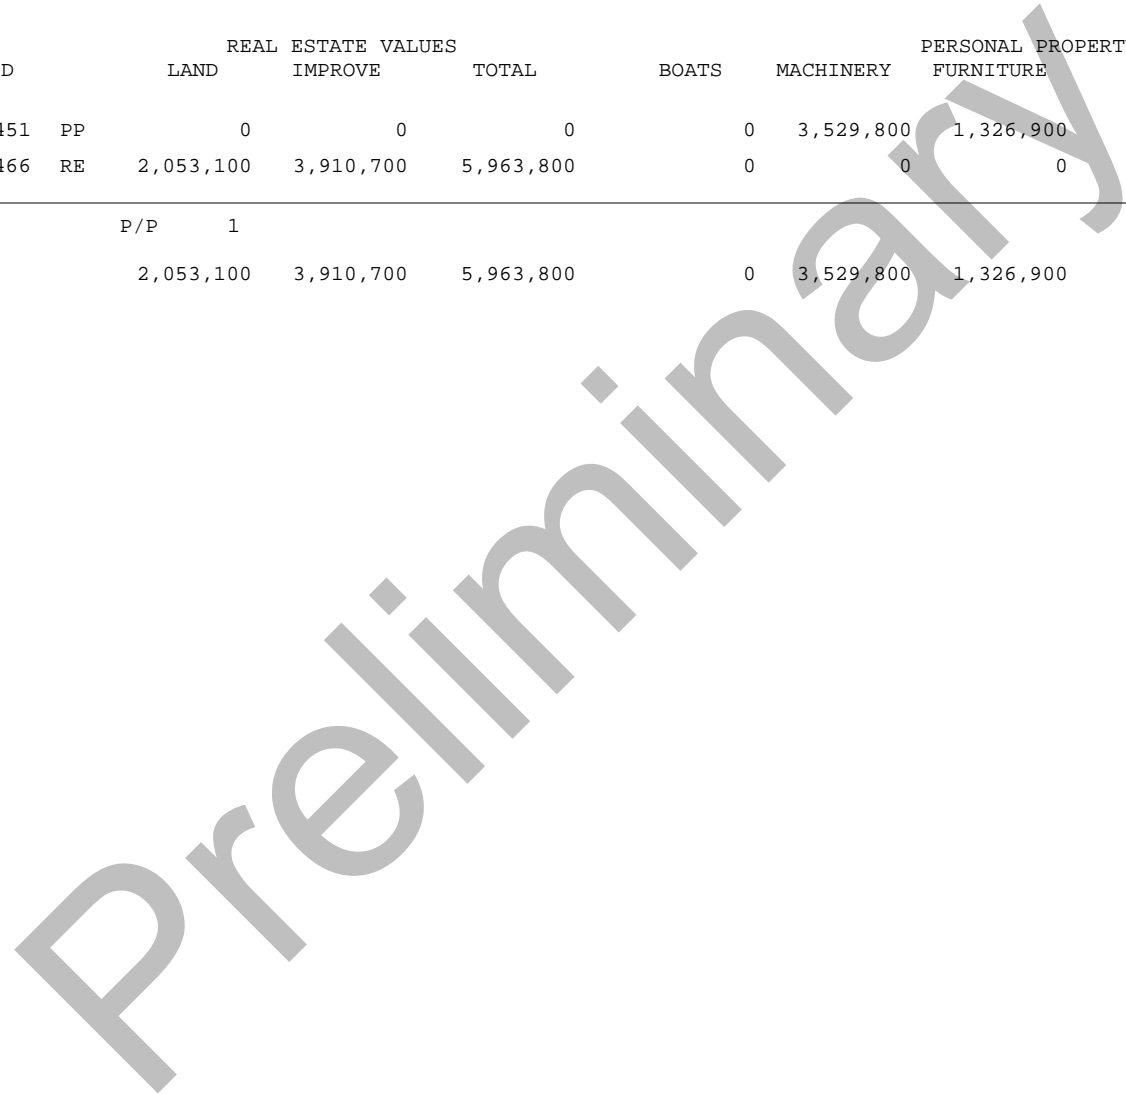 REAL ESTATE VALUES PERSONAL PROPERT
D LAND IMPROVE TOTAL BOATS MACHINERY FURNITURE
451 PP 0 0 0 0 3,529,800 1,326,900
466 RE 2,053,100 3,910,700 5,963,800 0 0 0
P/P 1
2,053,100 3,910,700 5,963,800 0 3,529,800 1,326,900
Preliminary